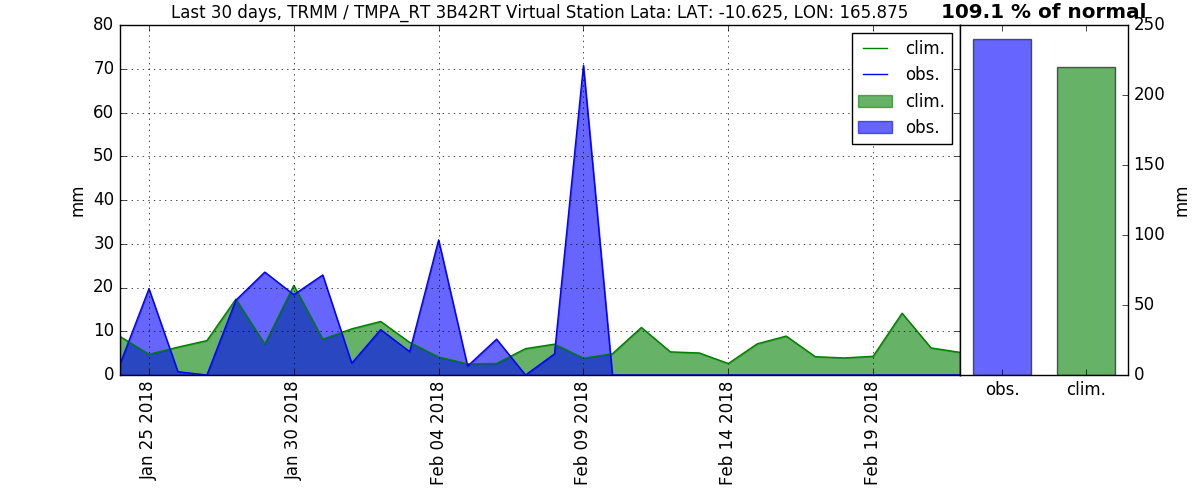 Last 30 days, TRMM / TMPA_RT 3B42RT Virtual Station Lata: LAT: -10.625, LON: 165.875
109.1 % of normal
80
70
60
50
40
30
20
10
0
mm
clim.
obs.
clim.
obs.
Jan 25 2018
Jan 30 2018
Feb 04 2018
Feb 09 2018
Feb 14 2018
Feb 19 2018
250
200
150
100
50
0
mm
obs.
clim.